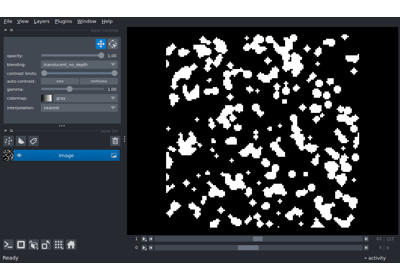 File View Layers Plugins Window Help
opacity: 1.00
blending: translucent_no_depth
contrast limits:
auto-contrast: once continuous
gamma: 1.00
colormap: gray
interpolation: nearest
Image
1
0
Ready
activity